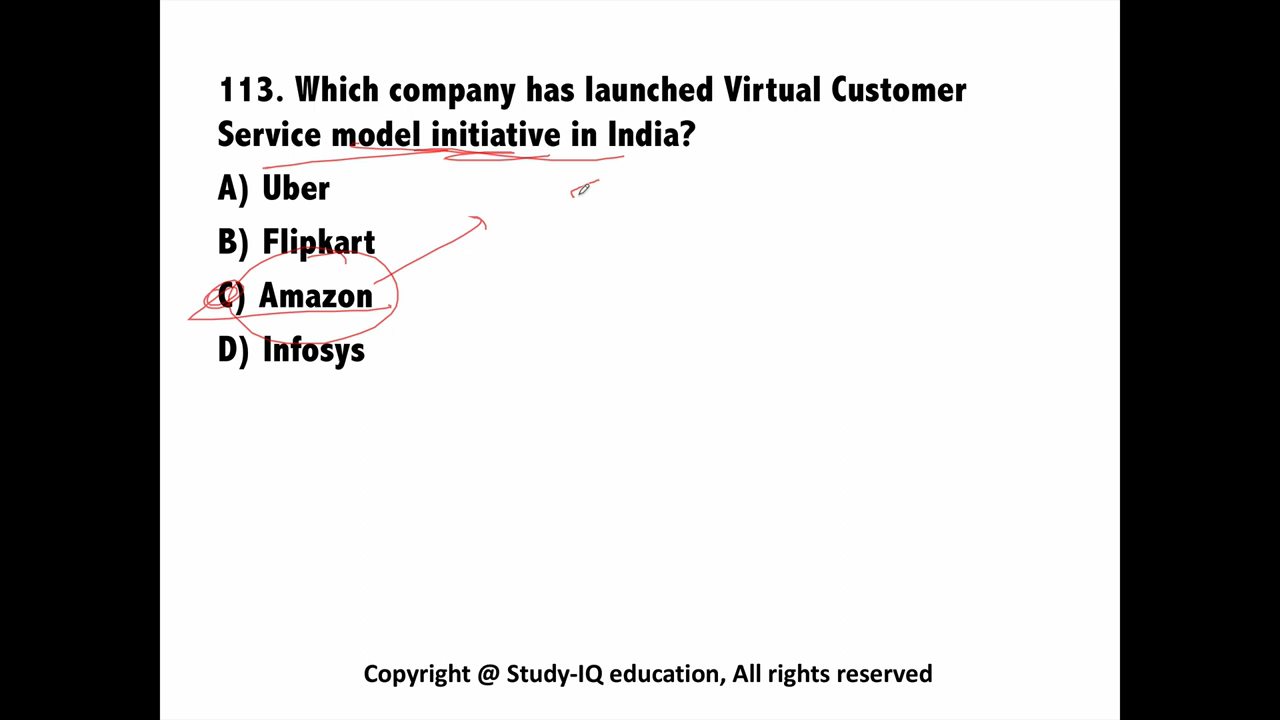 113. Which company has launched Virtual Customer
Service model initiative in India?
A) Uber
B) Flipkart
C) Amazon
D) Infosys
Copyright @ Study-IQ education, All rights reserved